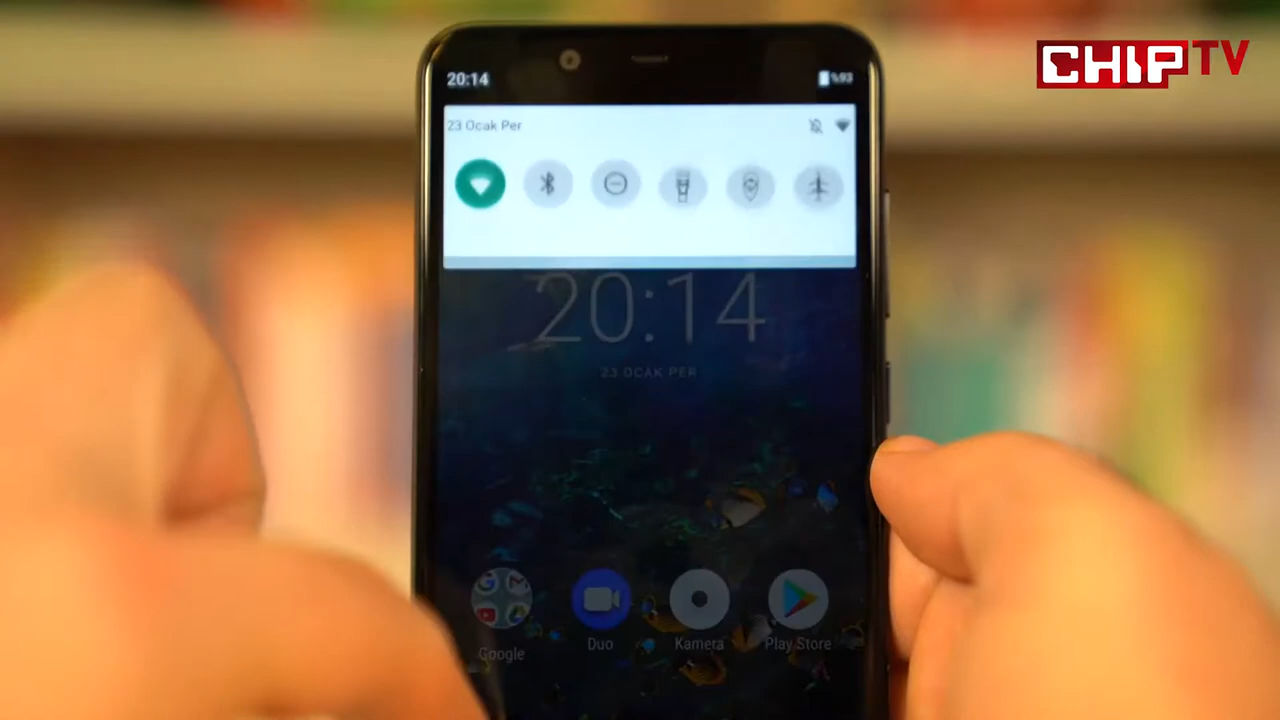 CHIP TV
20:14
%93
23 Ocak Per
20:14
23 OCAK PER
Google
Duo
Kamera
Play Store